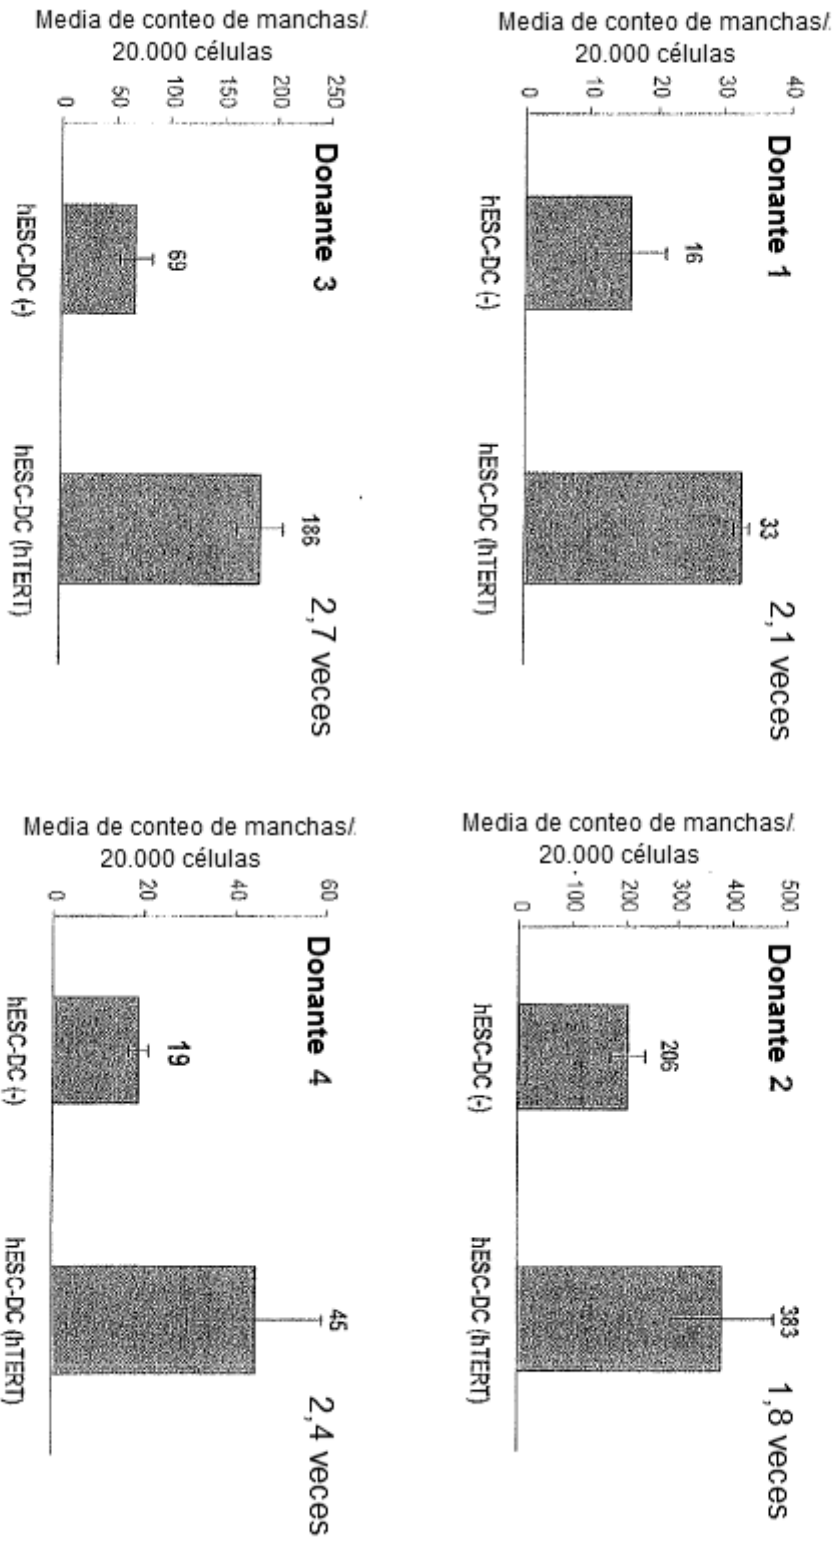 Media de conteo de manchas/.
20.000 células
40
30
20
10
0
Donante 1
16
33
2,1 veces
hESC-DC (-)
hESC-DC (hTERT)
Media de conteo de manchas/.
20.000 células
500
400
300
200
100
0
Donante 2
206
383
1,8 veces
hESC-DC (-)
hESC-DC (hTERT)
Media de conteo de manchas/.
20.000 células
250
200
150
100
50
0
Donante 3
69
186
2,7 veces
hESC-DC (-)
hESC-DC (hTERT)
Media de conteo de manchas/.
20.000 células
60
40
20
0
Donante 4
19
45
2,4 veces
hESC-DC (-)
hESC-DC (hTERT)